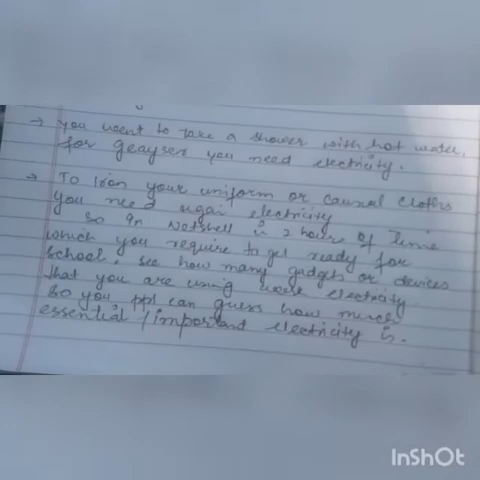 → You want to take a shower with hot water,
for geayser you need electricity.
→ To iron your uniform or causual cloths
you need agai electricity
so in Nutshell in 2 hours of time
which you require to get ready for
school, see how many gadgets or devices
that you are using electricity
so you ppl can guess how much
essential / important electricity is.
InShOt